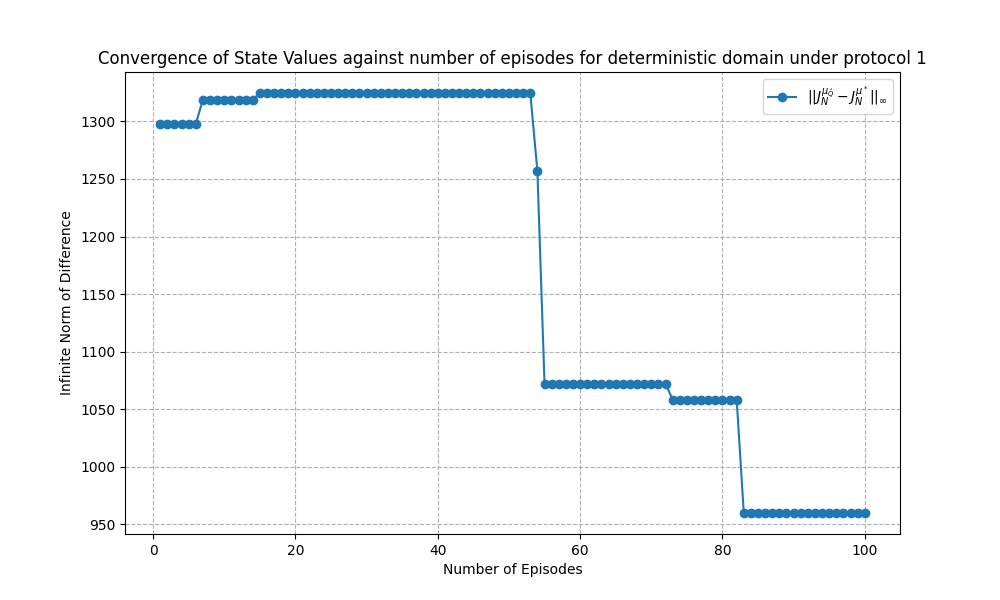 Convergence of State Values against number of episodes for deterministic domain under protocol 1
$||J_N^{\mu_{\hat{Q}}} - J_N^{\mu^*}||_\infty$
Infinite Norm of Difference
1300
1250
1200
1150
1100
1050
1000
950
0 20 40 60 80 100
Number of Episodes